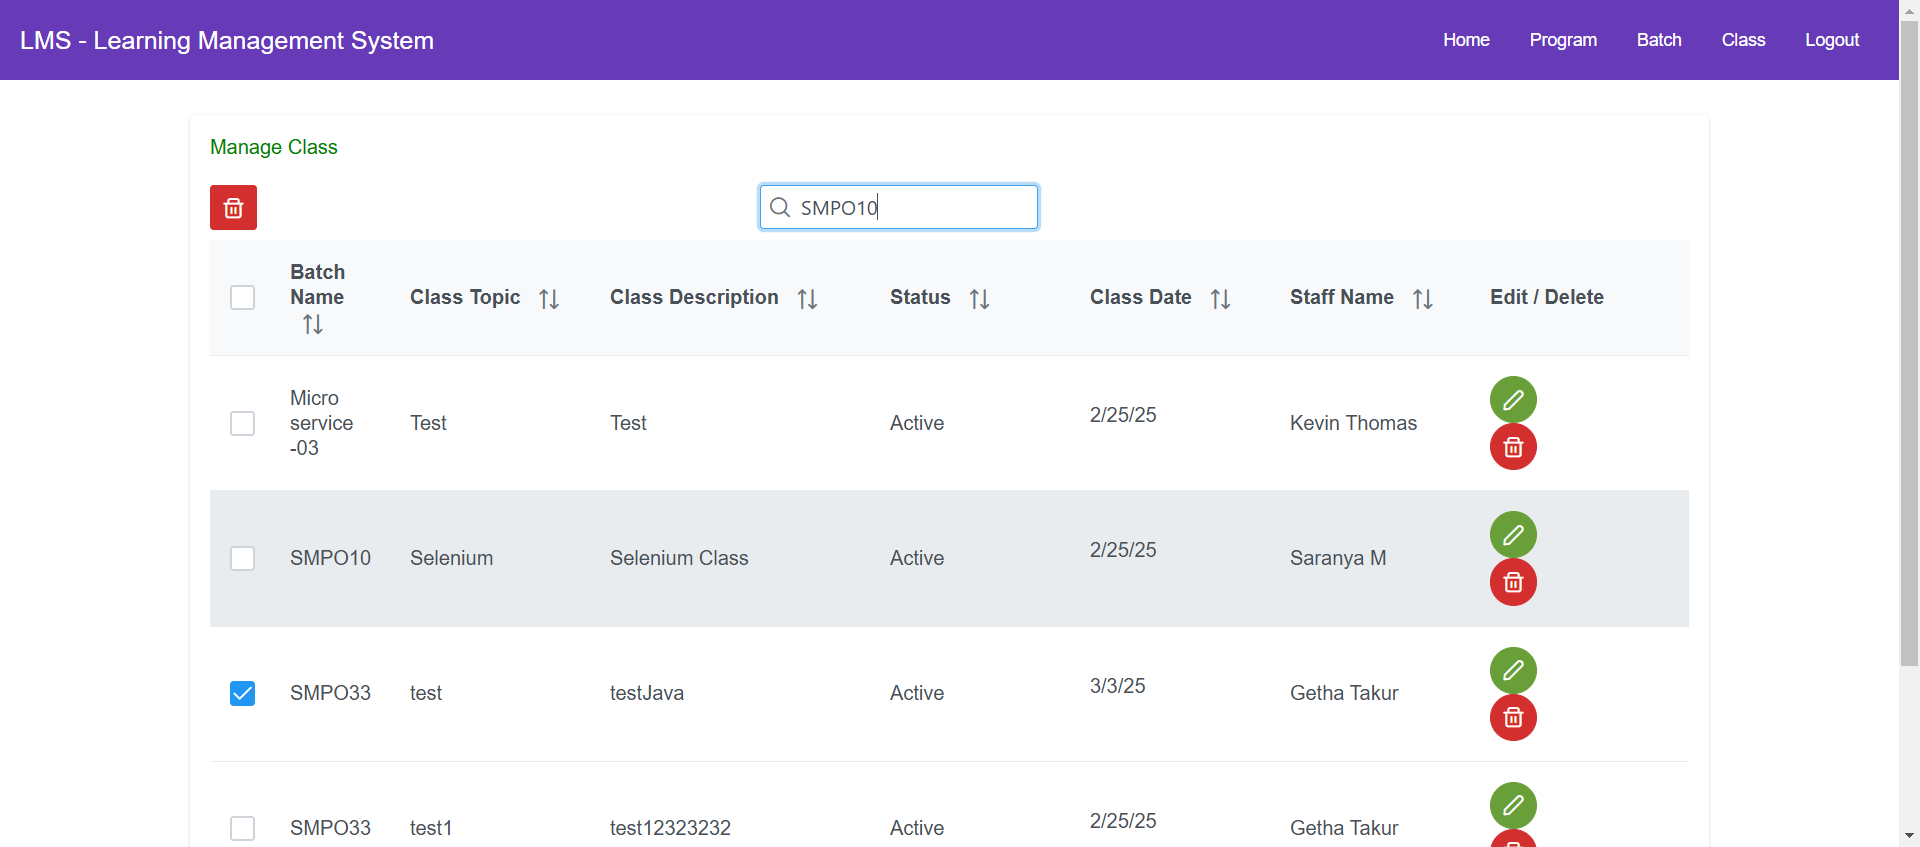 LMS - Learning Management System
Home Program Batch Class Logout
Manage Class
SMPO10
Batch
Name
Class Topic Class Description Status Class Date Staff Name Edit / Delete
Micro
service
-03
Test Test Active 2/25/25 Kevin Thomas
SMPO10 Selenium Selenium Class Active 2/25/25 Saranya M
SMPO33 test testJava Active 3/3/25 Getha Takur
SMPO33 test1 test12323232 Active 2/25/25 Getha Takur